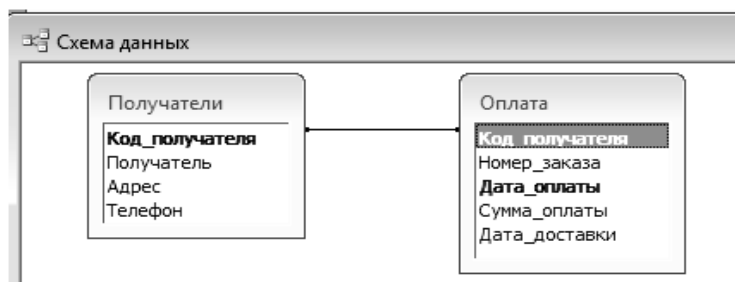 Схема данных
Получатели
Код_получателя
Получатель
Адрес
Телефон
Оплата
Код_получателя
Номер_заказа
Дата_оплаты
Сумма_оплаты
Дата_доставки